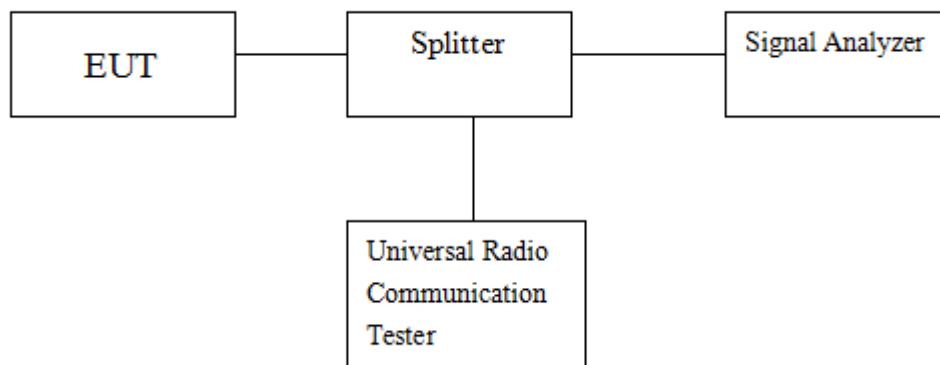 EUT
Splitter
Signal Analyzer
Universal Radio
Communication
Tester